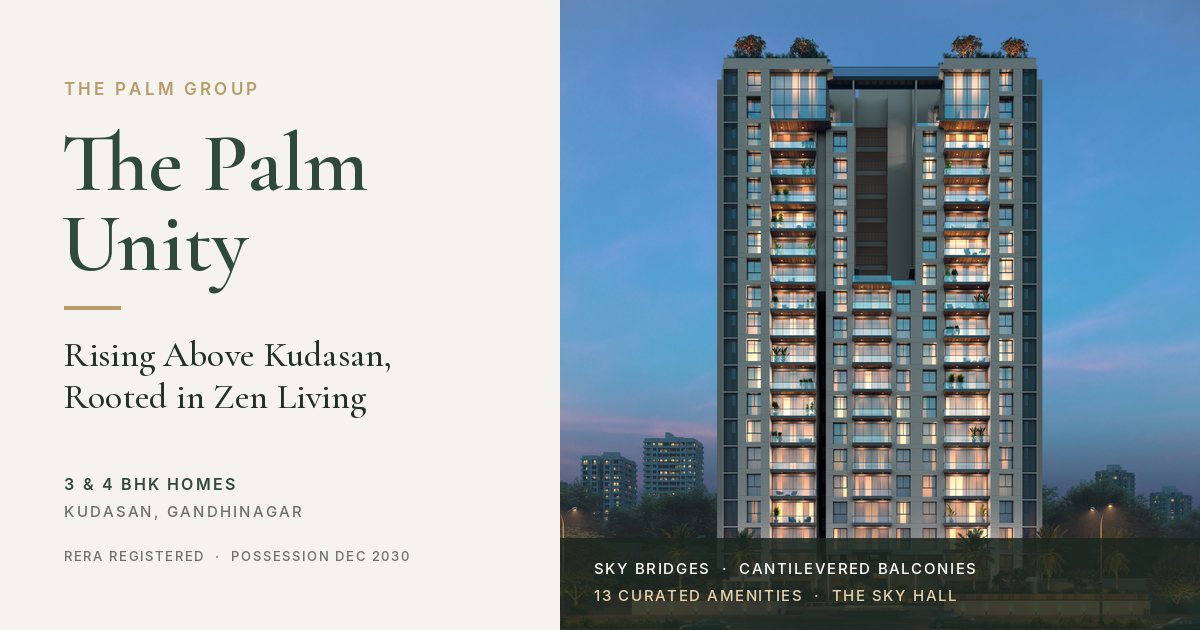 THE PALM GROUP
The Palm
Unity
Rising Above Kudasan,
Rooted in Zen Living
3 & 4 BHK HOMES
KUDASAN, GANDHINAGAR
RERA REGISTERED · POSSESSION DEC 2030
SKY BRIDGES · CANTILEVERED BALCONIES
13 CURATED AMENITIES · THE SKY HALL